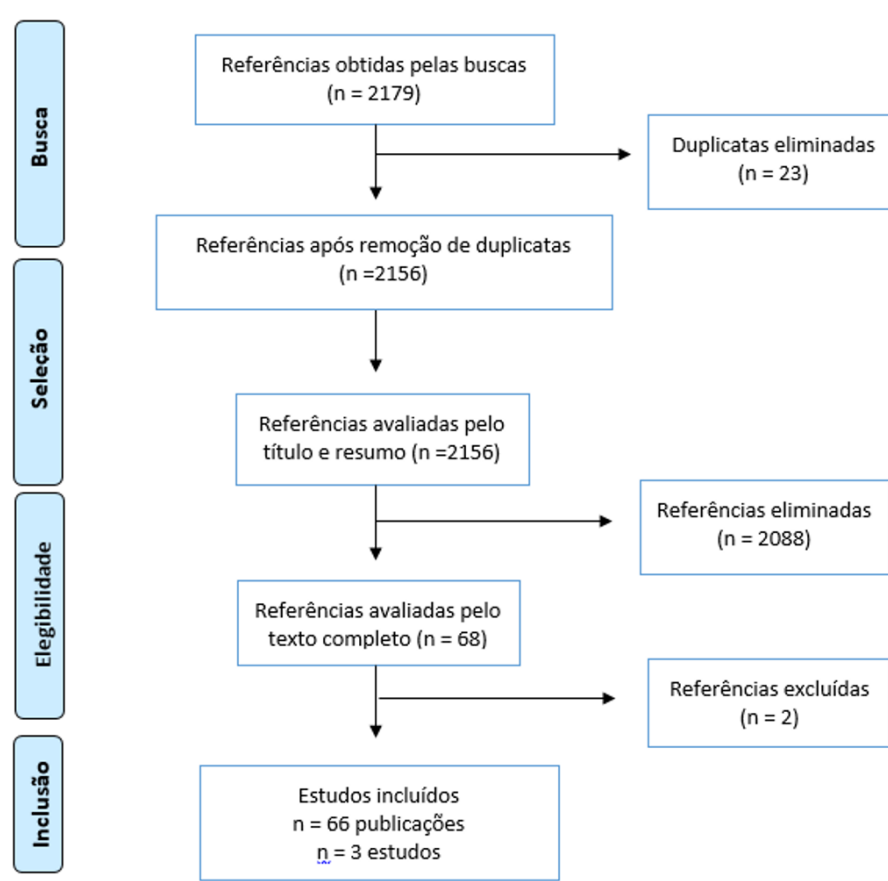 Busca
Referências obtidas pelas buscas
(n = 2179)
Duplicatas eliminadas
(n = 23)
Referências após remoção de duplicatas
(n =2156)
Seleção
Referências avaliadas pelo
título e resumo (n =2156)
Referências eliminadas
(n = 2088)
Elegibilidade
Referências avaliadas pelo
texto completo (n = 68)
Referências excluídas
(n = 2)
Inclusão
Estudos incluídos
n = 66 publicações
n = 3 estudos